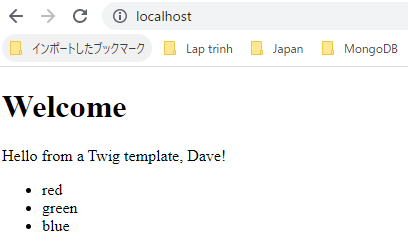 localhost
インポートしたブックマーク Lap trinh Japan MongoDB
Welcome
Hello from a Twig template, Dave!
red
green
blue